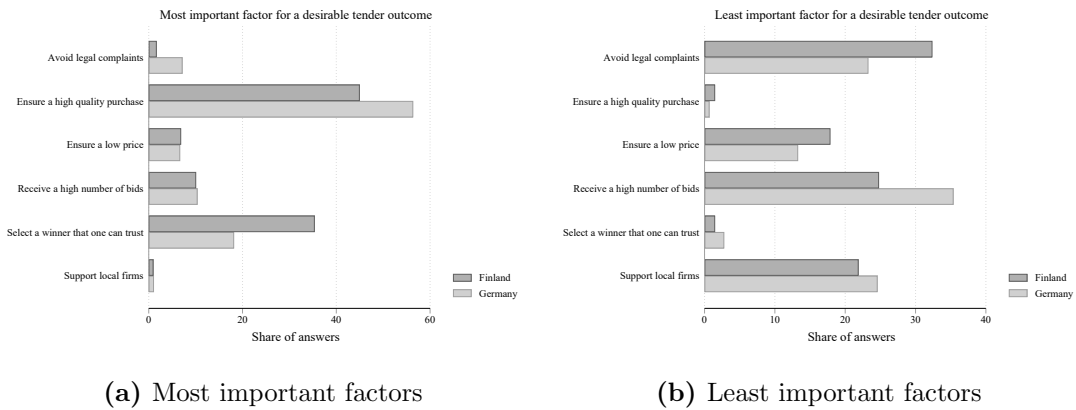 Most important factor for a desirable tender outcome
Avoid legal complaints
Ensure a high quality purchase
Ensure a low price
Receive a high number of bids
Select a winner that one can trust
Support local firms
Finland
Germany
0 20 40 60
Share of answers
(a) Most important factors
Least important factor for a desirable tender outcome
Avoid legal complaints
Ensure a high quality purchase
Ensure a low price
Receive a high number of bids
Select a winner that one can trust
Support local firms
Finland
Germany
0 10 20 30 40
Share of answers
(b) Least important factors